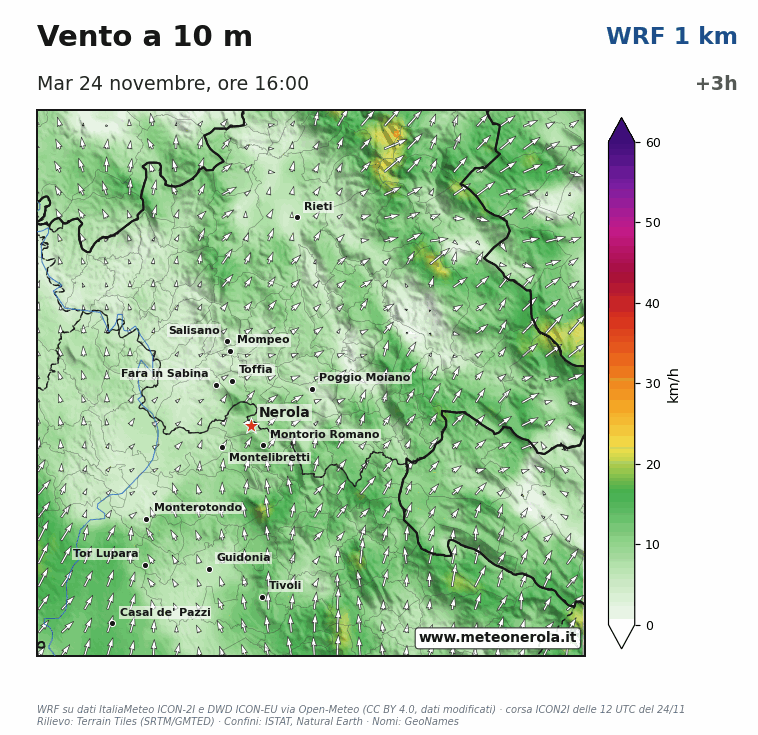 Vento a 10 m
WRF 1 km
Mar 24 novembre, ore 16:00
+3h
Rieti
Salisano
Mompeo
Fara in Sabina
Toffia
Poggio Moiano
Nerola
Montorio Romano
Montelibretti
Monterotondo
Tor Lupara
Guidonia
Tivoli
Casal de' Pazzi
www.meteonerola.it
60
50
40
30
20
10
0
km/h
WRF su dati ItaliaMeteo ICON-2I e DWD ICON-EU via Open-Meteo (CC BY 4.0, dati modificati) · corsa ICON2I delle 12 UTC del 24/11
Rilievo: Terrain Tiles (SRTM/GMTED) · Confini: ISTAT, Natural Earth · Nomi: GeoNames